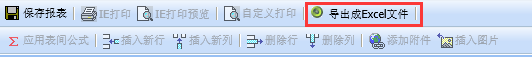 保存报表 IE打印 IE打印预览 自定义打印 导出成Excel文件
Σ 应用表间公式 插入新行 插入新列 删除行 删除列 添加附件 插入图片